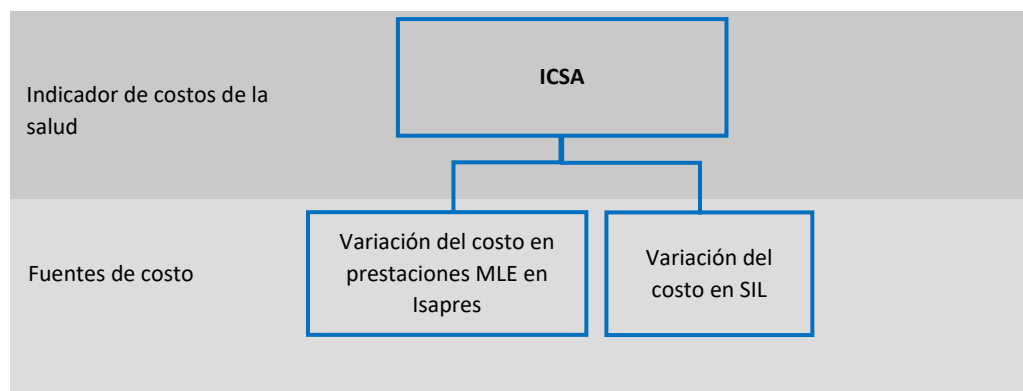 Indicador de costos de la
salud
ICSA
Fuentes de costo
Variación del costo en
prestaciones MLE en
Isapres
Variación del
costo en SIL